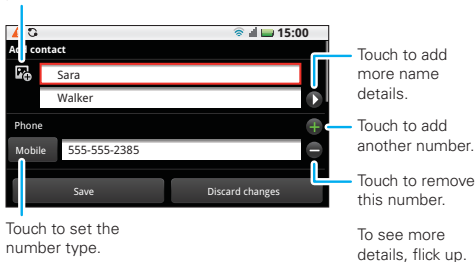 15:00
Add contact
Sara
Walker
Phone
Mobile
555-555-2385
Save
Discard changes
Touch to set the
number type.
Touch to add
more name
details.
Touch to add
another number.
Touch to remove
this number.
To see more
details, flick up.